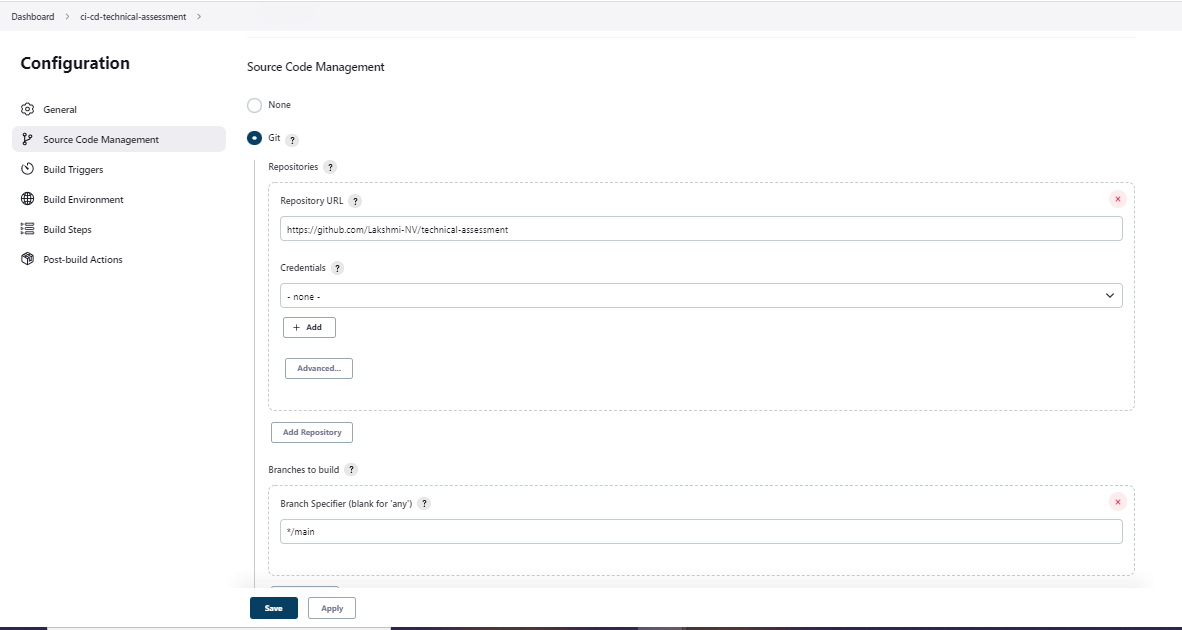 Dashboard > ci-cd-technical-assessment >
Configuration
General
Source Code Management
Build Triggers
Build Environment
Build Steps
Post-build Actions
Source Code Management
None
Git ?
Repositories ?
Repository URL ?
https://github.com/Lakshmi-NV/technical-assessment
Credentials ?
- none -
+ Add
Advanced...
Add Repository
Branches to build ?
Branch Specifier (blank for 'any') ?
*/main
Save Apply